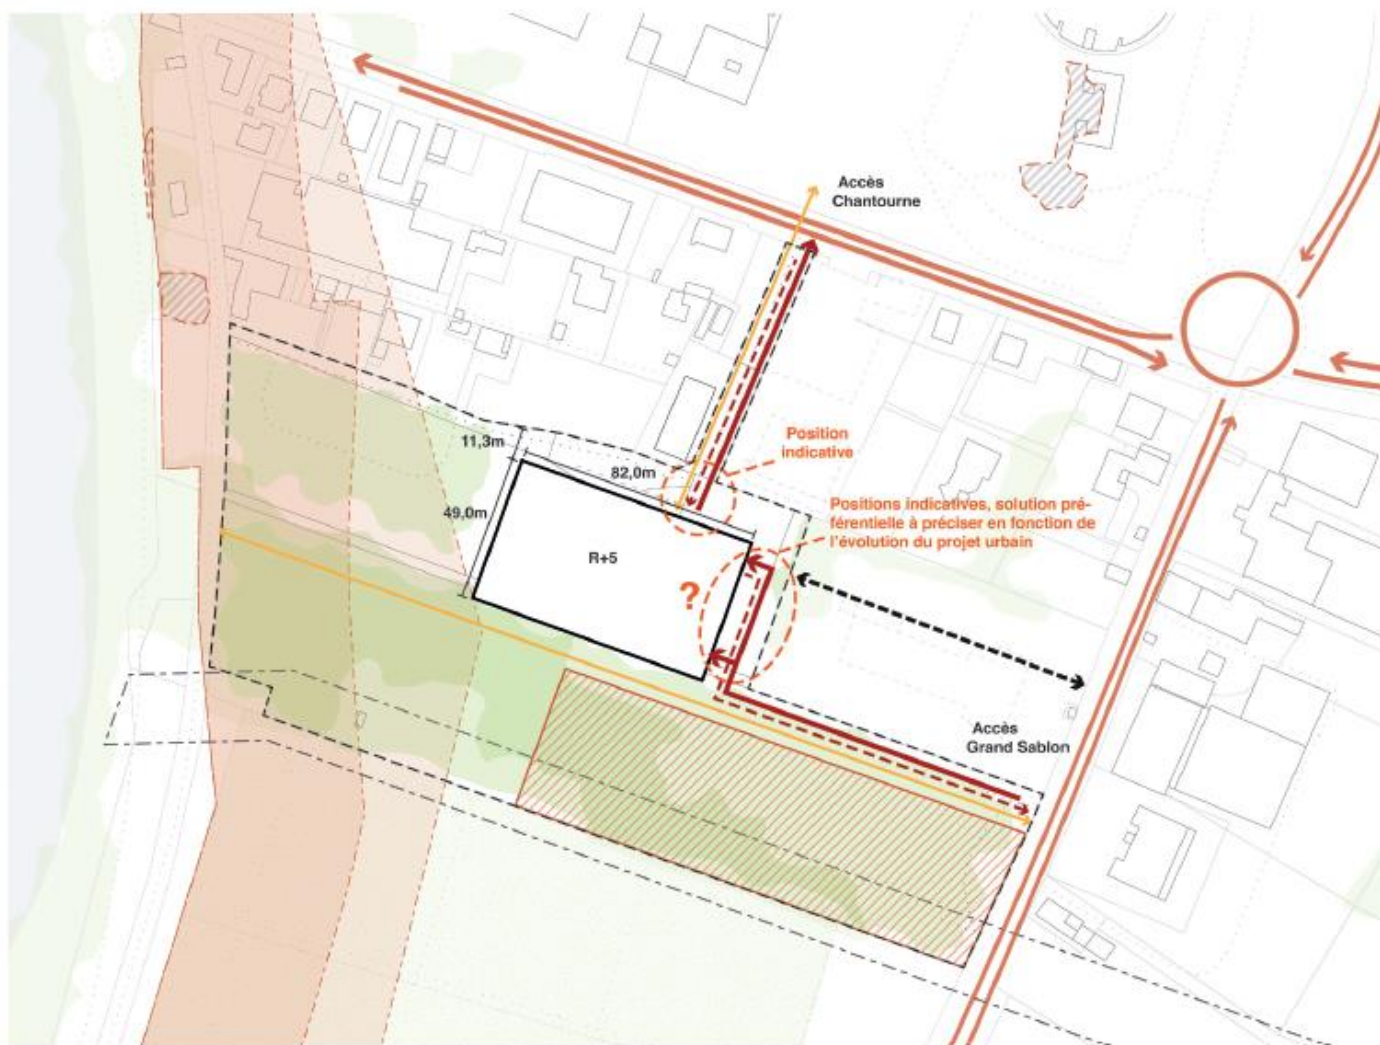 Accès
Chantourne
Position
indicative
11,3m
82,0m
49,0m
Positions indicatives, solution pré-
férentielle à préciser en fonction de
l'évolution du projet urbain
R+5
?
Accès
Grand Sablon